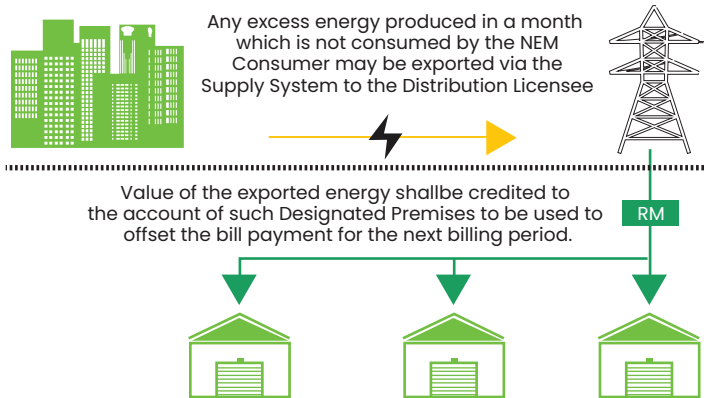 Any excess energy produced in a month
which is not consumed by the NEM
Consumer may be exported via the
Supply System to the Distribution Licensee
Value of the exported energy shallbe credited to
the account of such Designated Premises to be used to
offset the bill payment for the next billing period.
RM